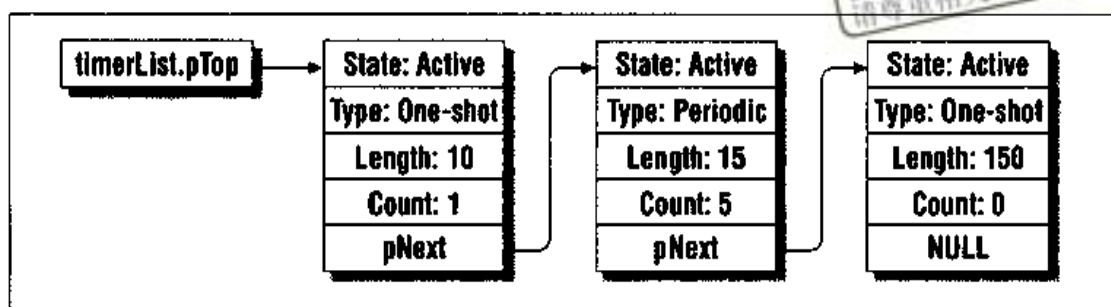 timerList.pTop
State: Active
Type: One-shot
Length: 10
Count: 1
pNext
State: Active
Type: Periodic
Length: 15
Count: 5
pNext
State: Active
Type: One-shot
Length: 150
Count: 0
NULL